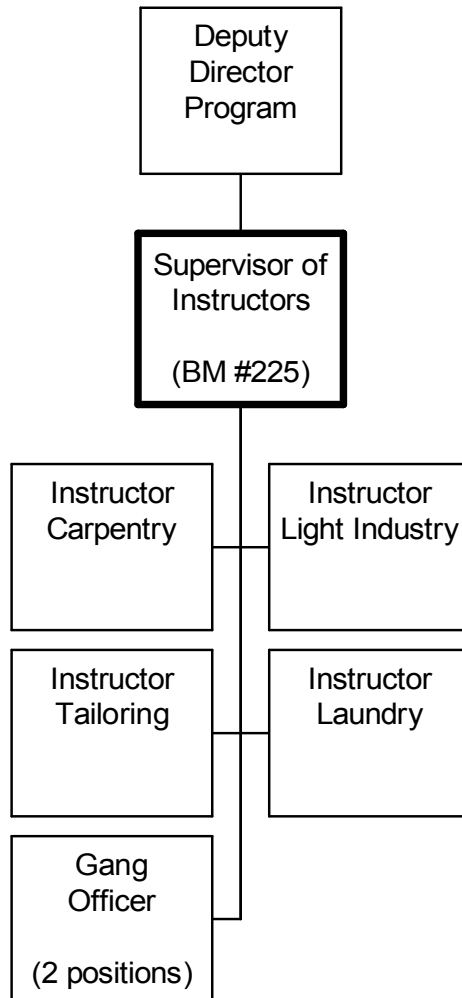 Deputy
Director
Program
Supervisor of
Instructors
(BM #225)
Instructor
Carpentry
Instructor
Light Industry
Instructor
Tailoring
Instructor
Laundry
Gang
Officer
(2 positions)